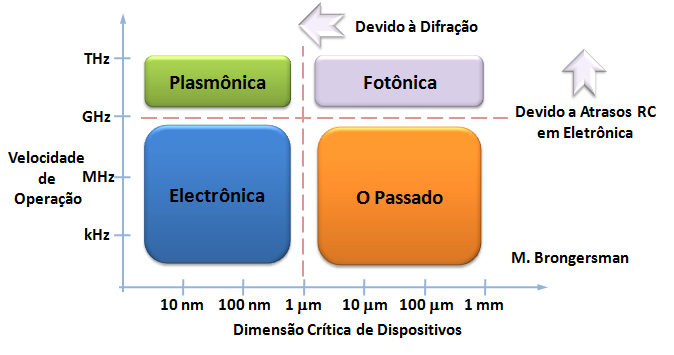 Devido à Difração
THz
Plasmônica
Fotônica
Devido a Atrasos RC
em Eletrônica
GHz
Velocidade
de
Operação
MHz
Electrônica
O Passado
kHz
M. Brongersman
10 nm 100 nm 1 μm 10 μm 100 μm 1 mm
Dimensão Crítica de Dispositivos